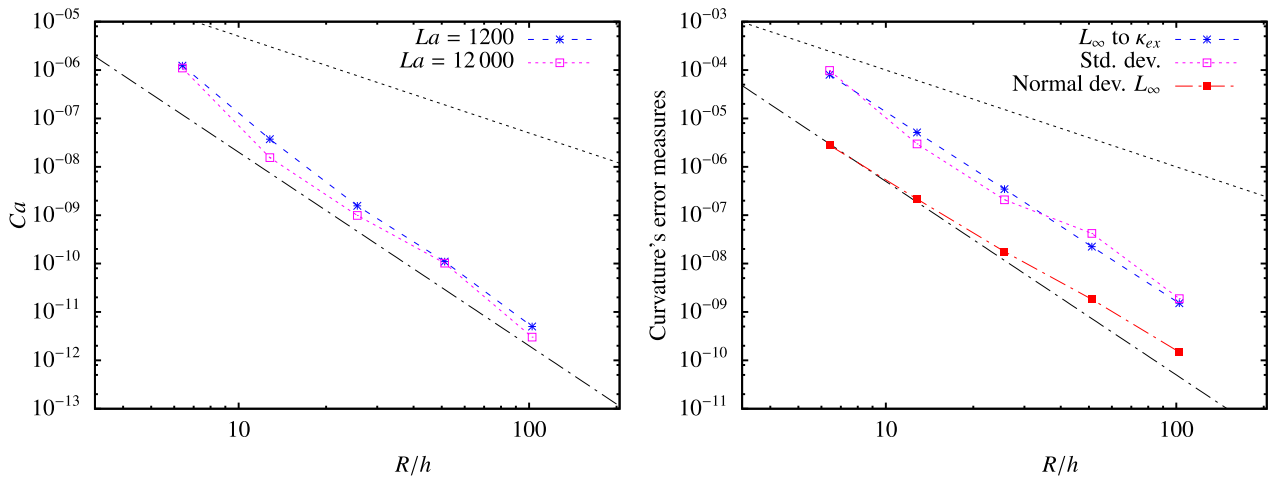 10⁻⁰⁵
10⁻⁰⁶
10⁻⁰⁷
10⁻⁰⁸
10⁻⁰⁹
10⁻¹⁰
10⁻¹¹
10⁻¹²
10⁻¹³
Ca
La = 1200
La = 12 000
10
100
R/h
10⁻⁰³
10⁻⁰⁴
10⁻⁰⁵
10⁻⁰⁶
10⁻⁰⁷
10⁻⁰⁸
10⁻⁰⁹
10⁻¹⁰
10⁻¹¹
Curvature's error measures
L∞ to κₑₓ
Std. dev.
Normal dev. L∞
10
100
R/h